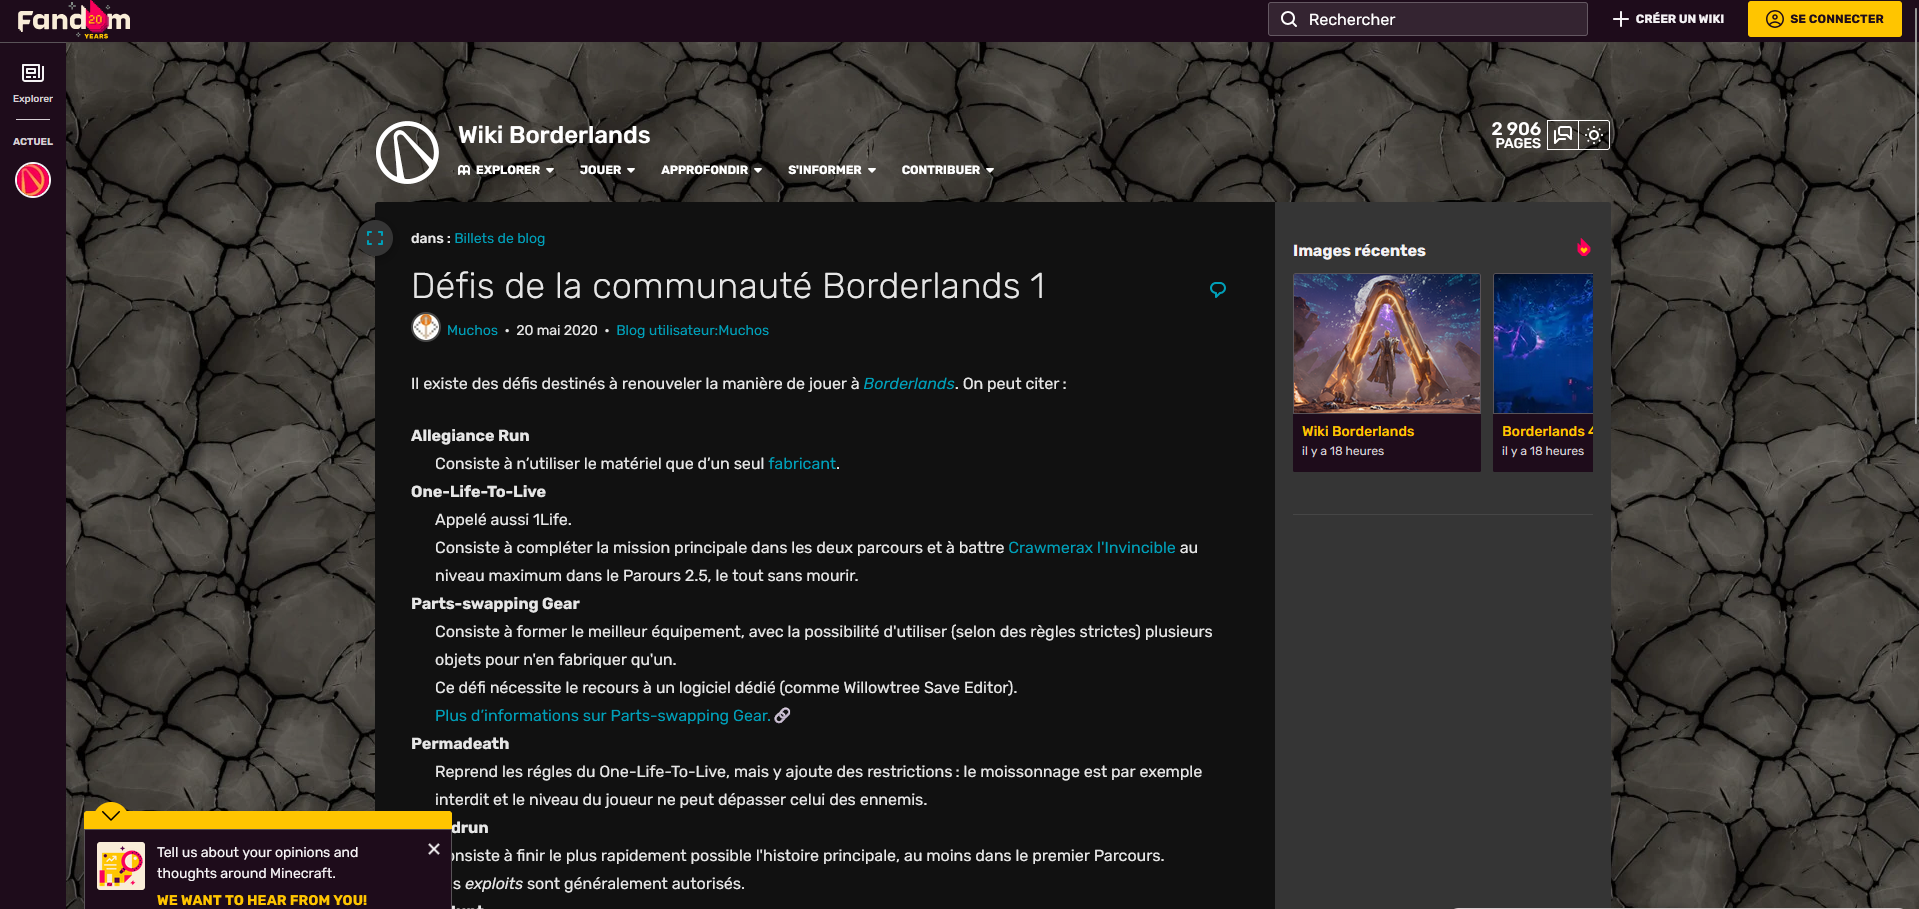 Fandom
20
YEARS
Rechercher
CRÉER UN WIKI
SE CONNECTER
Explorer
ACTUEL
Wiki Borderlands
2 906
PAGES
EXPLORER
JOUER
APPROFONDIR
S'INFORMER
CONTRIBUER
dans : Billets de blog
Défis de la communauté Borderlands 1
Muchos • 20 mai 2020 • Blog utilisateur:Muchos
Il existe des défis destinés à renouveler la manière de jouer à Borderlands. On peut citer :
Allegiance Run
Consiste à n’utiliser le matériel que d’un seul fabricant.
One-Life-To-Live
Appelé aussi 1Life.
Consiste à compléter la mission principale dans les deux parcours et à battre Crawmerax l'Invincible au
niveau maximum dans le Parours 2.5, le tout sans mourir.
Parts-swapping Gear
Consiste à former le meilleur équipement, avec la possibilité d'utiliser (selon des règles strictes) plusieurs
objets pour n'en fabriquer qu'un.
Ce défi nécessite le recours à un logiciel dédié (comme Willowtree Save Editor).
Plus d’informations sur Parts-swapping Gear.
Permadeath
Reprend les régles du One-Life-To-Live, mais y ajoute des restrictions : le moissonnage est par exemple
interdit et le niveau du joueur ne peut dépasser celui des ennemis.
drun
nsiste à finir le plus rapidement possible l'histoire principale, au moins dans le premier Parcours.
s exploits sont généralement autorisés.
Images récentes
Wiki Borderlands
il y a 18 heures
Borderlands 4
il y a 18 heures
Tell us about your opinions and
thoughts around Minecraft.
WE WANT TO HEAR FROM YOU!